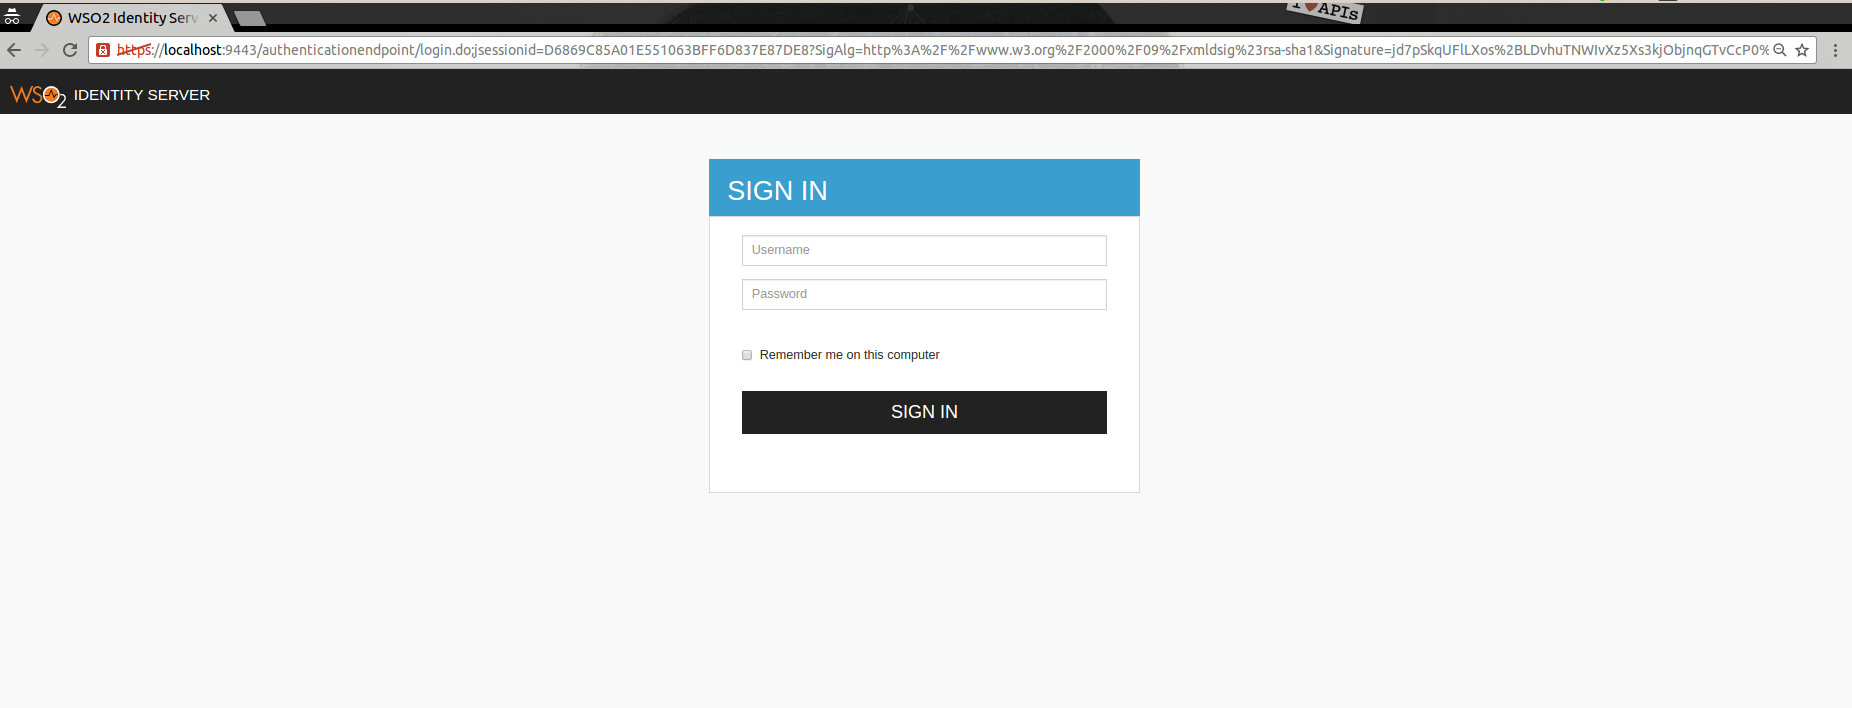 I APIs
WSO2 Identity Serv
https://localhost:9443/authenticationendpoint/login.do;jsessionid=D6869C85A01E551063BFF6D837E87DE8?SigAlg=http%3A%2F%2Fwww.w3.org%2F2000%2F09%2Fxmldsig%23rsa-sha1&Signature=jd7pSkqUFlLXos%2BLDvhuTNWIvXz5Xs3kjObjnqGTvCcP0%
WSO2 IDENTITY SERVER
SIGN IN
Username
Password
Remember me on this computer
SIGN IN